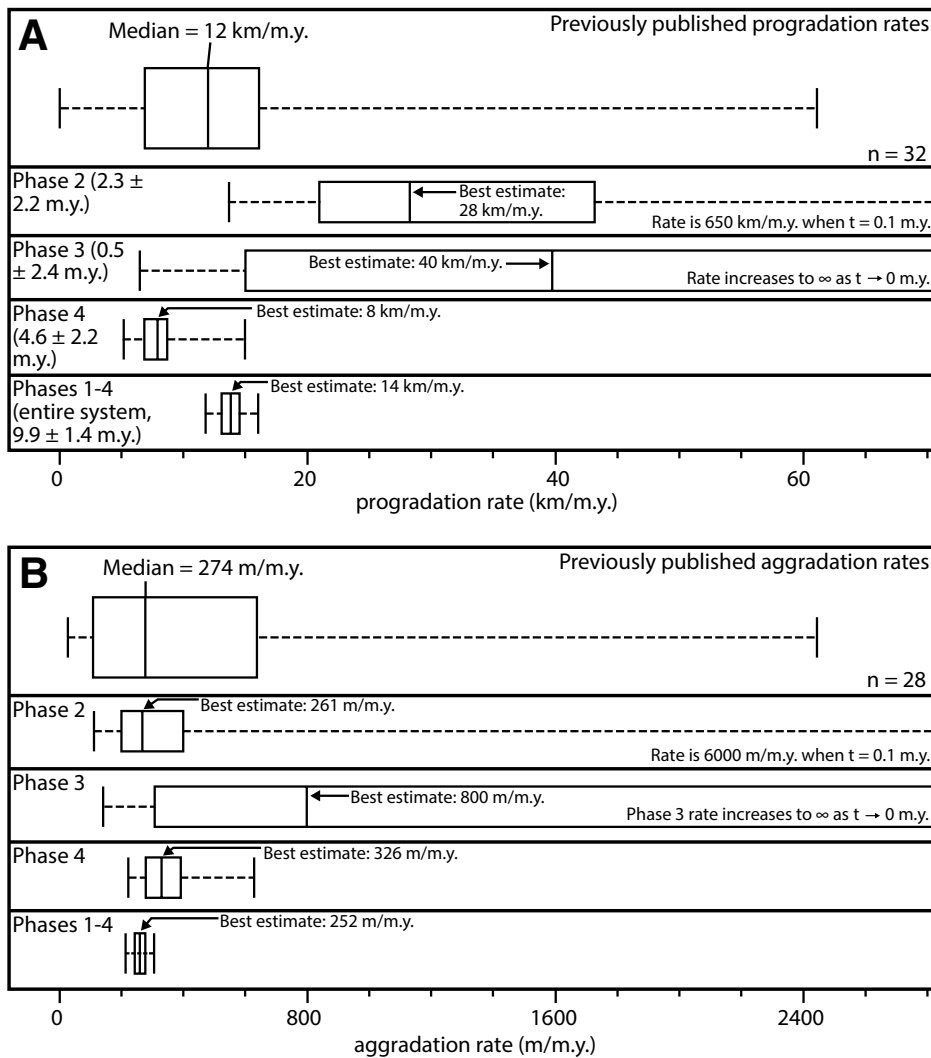 A
Previously published progradation rates
Median = 12 km/m.y.
n = 32
Phase 2 (2.3 ±
2.2 m.y.)
Best estimate:
28 km/m.y.
Rate is 650 km/m.y. when t = 0.1 m.y.
Phase 3 (0.5
± 2.4 m.y.)
Best estimate: 40 km/m.y.
Rate increases to ∞ as t → 0 m.y.
Phase 4
(4.6 ± 2.2
m.y.)
Best estimate: 8 km/m.y.
Phases 1-4
(entire system,
9.9 ± 1.4 m.y.)
Best estimate: 14 km/m.y.
0 20 40 60
progradation rate (km/m.y.)
B
Previously published aggradation rates
Median = 274 m/m.y.
n = 28
Phase 2
Best estimate: 261 m/m.y.
Rate is 6000 m/m.y. when t = 0.1 m.y.
Phase 3
Best estimate: 800 m/m.y.
Phase 3 rate increases to ∞ as t → 0 m.y.
Phase 4
Best estimate: 326 m/m.y.
Phases 1-4
Best estimate: 252 m/m.y.
0 800 1600 2400
aggradation rate (m/m.y.)